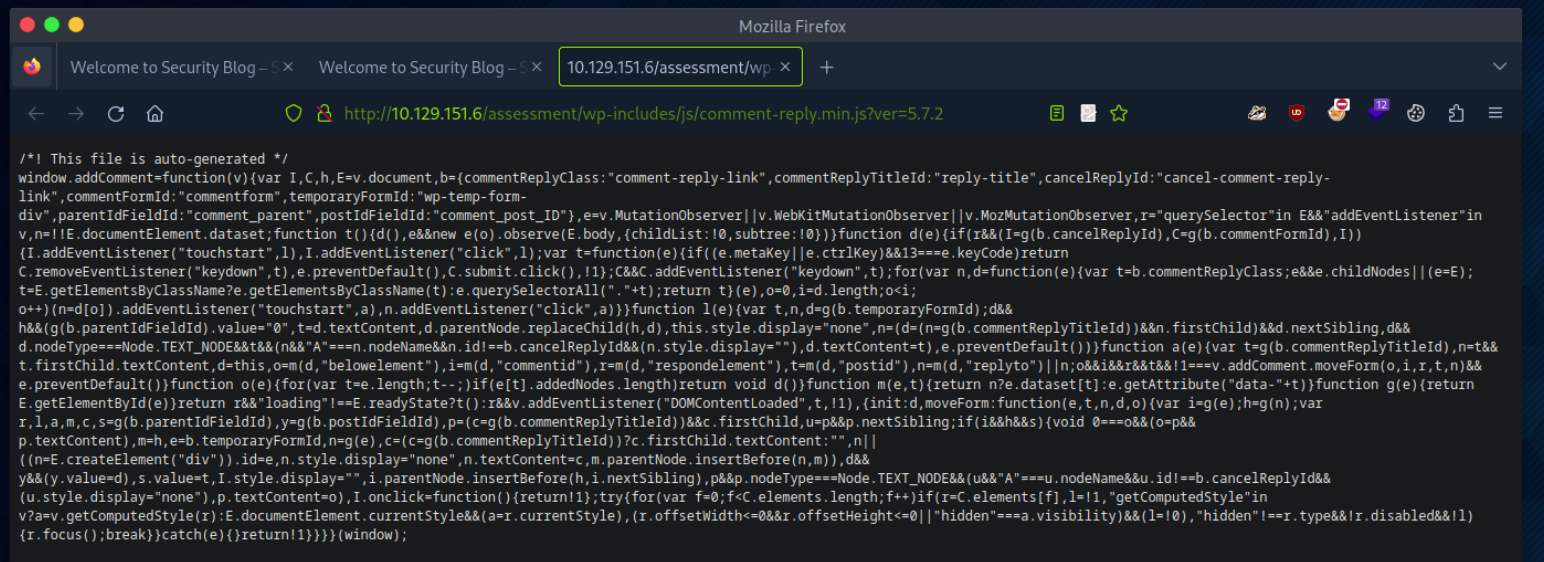 Mozilla Firefox
Welcome to Security Blog – S
Welcome to Security Blog – S
10.129.151.6/assessment/wp-
http://10.129.151.6/assessment/wp-includes/js/comment-reply.min.js?ver=5.7.2
12
/*! This file is auto-generated */
window.addComment=function(v){var I,C,h,E=v.document,b={commentReplyClass:"comment-reply-link",commentReplyTitleId:"reply-title",cancelReplyId:"cancel-comment-reply-
link",commentFormId:"commentform",temporaryFormId:"wp-temp-form-
div",parentIdFieldId:"comment_parent",postIdFieldId:"comment_post_ID"},e=v.MutationObserver||v.WebKitMutationObserver||v.MozMutationObserver,r="querySelector"in E&&"addEventListener"in
v,n=!!E.documentElement.dataset;function t(){d(),e&&new e(o).observe(E.body,{childList:!0,subtree:!0})}function d(e){if(r&&(I=g(b.cancelReplyId),C=g(b.commentFormId),I))
{I.addEventListener("touchstart",l),I.addEventListener("click",l);var t=function(e){if((e.metaKey||e.ctrlKey)&&13===e.keyCode)return
C.removeEventListener("keydown",t),e.preventDefault(),C.submit.click(),!1};C&&C.addEventListener("keydown",t);for(var n,d=function(e){var t=b.commentReplyClass;e&&e.childNodes||(e=E);
t=E.getElementsByClassName?e.getElementsByClassName(t):e.querySelectorAll("."+t);return t}(e),o=0,i=d.length;o<i;
o++)(n=d[o]).addEventListener("touchstart",a),n.addEventListener("click",a)}}function l(e){var t,n,d=g(b.temporaryFormId);d&&
h&&(g(b.parentIdFieldId).value="0",t=d.textContent,d.parentNode.replaceChild(h,d),this.style.display="none",n=(d=(n=g(b.commentReplyTitleId))&&n.firstChild)&&d.nextSibling,d&&
d.nodeType===Node.TEXT_NODE&&t&&(n&&"A"===n.nodeName&&n.id!==b.cancelReplyId&&(n.style.display=""),d.textContent=t),e.preventDefault())}function a(e){var t=g(b.commentReplyTitleId),n=t&&
t.firstChild.textContent,d=this,o=m(d,"belowelement"),i=m(d,"commentid"),r=m(d,"respondelement"),t=m(d,"postid"),n=m(d,"replyto")||n;o&&i&&r&&t&&!1===v.addComment.moveForm(o,i,r,t,n)&&
e.preventDefault()}function o(e){for(var t=e.length;t--;)if(e[t].addedNodes.length)return void d()}function m(e,t){return n?e.dataset[t]:e.getAttribute("data-"+t)}function g(e){return
E.getElementById(e)}return r&&"loading"!==E.readyState?t():r&&v.addEventListener("DOMContentLoaded",t,!1),{init:d,moveForm:function(e,t,n,d,o){var i=g(e);h=g(n);var
r,l,a,m,c,s=g(b.parentIdFieldId),y=g(b.postIdFieldId),p=(c=g(b.commentReplyTitleId))&&c.firstChild,u=p&&p.nextSibling;if(i&&h&&s){void 0===o&&(o=p&&
p.textContent),m=h,e=b.temporaryFormId,n=g(e),c=(c=g(b.commentReplyTitleId))?c.firstChild.textContent:"",n||
((n=E.createElement("div")).id=e,n.style.display="none",n.textContent=c,m.parentNode.insertBefore(n,m)),d&&
y&&(y.value=d),s.value=t,I.style.display="",i.parentNode.insertBefore(h,i.nextSibling),p&&p.nodeType===Node.TEXT_NODE&&(u&&"A"===u.nodeName&&u.id!==b.cancelReplyId&&
(u.style.display="none"),p.textContent=o),I.onclick=function(){return!1};try{for(var f=0;f<C.elements.length;f++)if(r=C.elements[f],l=!1,"getComputedStyle"in
v?a=v.getComputedStyle(r):E.documentElement.currentStyle&&(a=r.currentStyle),(r.offsetWidth<=0&&r.offsetHeight<=0||"hidden"===a.visibility)&&(l=!0),"hidden"!==r.type&&!r.disabled&&!l)
{r.focus();break}}catch(e){}return!1}}}}(window);